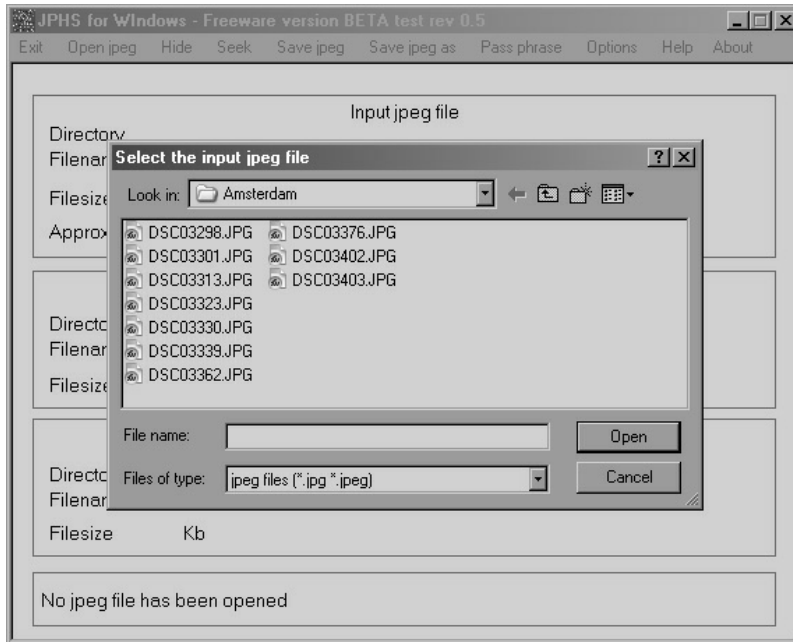 JPHS for WIndows - Freeware version BETA test rev 0.5
Exit Open jpeg Hide Seek Save jpeg Save jpeg as Pass phrase Options Help About
Input jpeg file
Directory
Filenam
Filesize
Approx
Select the input jpeg file
Look in: Amsterdam
DSC03298.JPG DSC03376.JPG
DSC03301.JPG DSC03402.JPG
DSC03313.JPG DSC03403.JPG
DSC03323.JPG
DSC03330.JPG
DSC03339.JPG
DSC03362.JPG
File name: Open
Files of type: jpeg files (*.jpg *.jpeg) Cancel
Directo
Filenar
Filesize
Directo
Filenar
Filesize Kb
No jpeg file has been opened